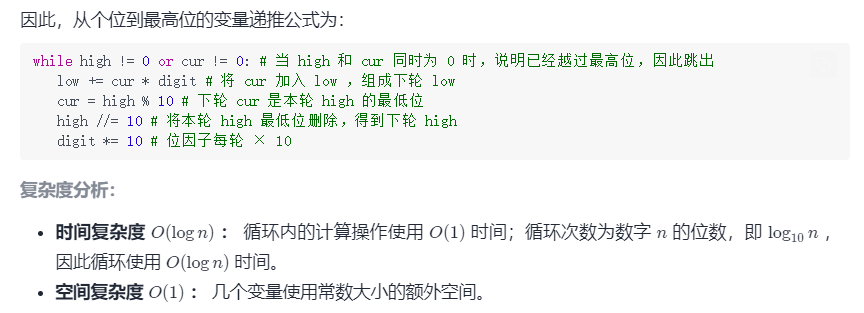 因此，从个位到最高位的变量递推公式为：
while high != 0 or cur != 0: # 当 high 和 cur 同时为 0 时，说明已经越过最高位，因此跳出
   low += cur * digit # 将 cur 加入 low ，组成下轮 low
   cur = high % 10 # 下轮 cur 是本轮 high 的最低位
   high //= 10 # 将本轮 high 最低位删除，得到下轮 high
   digit *= 10 # 位因子每轮 × 10
复杂度分析：
• 时间复杂度 O(log n) ： 循环内的计算操作使用 O(1) 时间；循环次数为数字 n 的位数，即 log₁₀ n ，
因此循环使用 O(log n) 时间。
• 空间复杂度 O(1) ： 几个变量使用常数大小的额外空间。